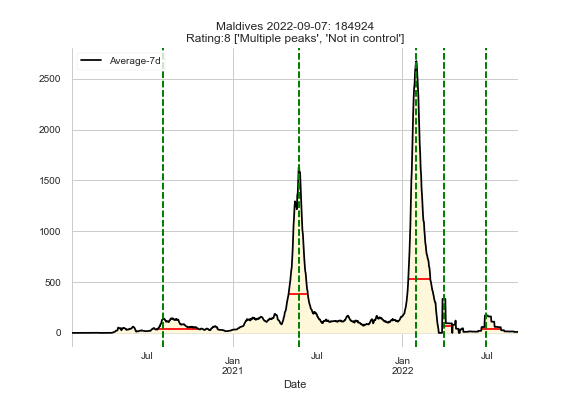 Maldives 2022-09-07: 184924
Rating:8 ['Multiple peaks', 'Not in control']
Average-7d
2500
2000
1500
1000
500
0
Jul Jan Jul Jan Jul
2021 2022
Date